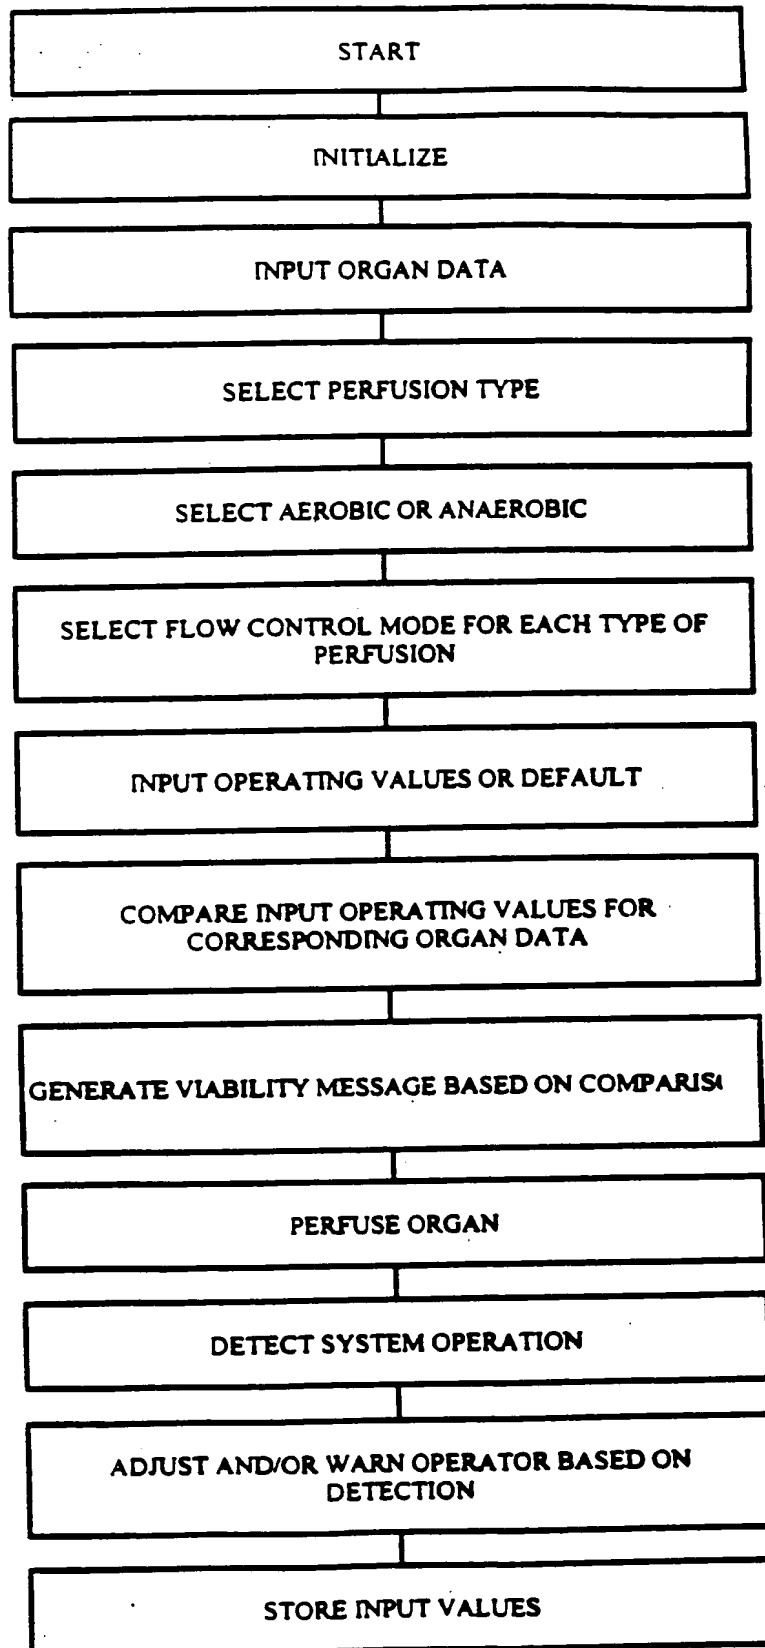 START
INITIALIZE
INPUT ORGAN DATA
SELECT PERFUSION TYPE
SELECT AEROBIC OR ANAEROBIC
SELECT FLOW CONTROL MODE FOR EACH TYPE OF
PERFUSION
INPUT OPERATING VALUES OR DEFAULT
COMPARE INPUT OPERATING VALUES FOR
CORRESPONDING ORGAN DATA
GENERATE VIABILITY MESSAGE BASED ON COMPARIS
PERFUSE ORGAN
DETECT SYSTEM OPERATION
ADJUST AND/OR WARN OPERATOR BASED ON
DETECTION
STORE INPUT VALUES